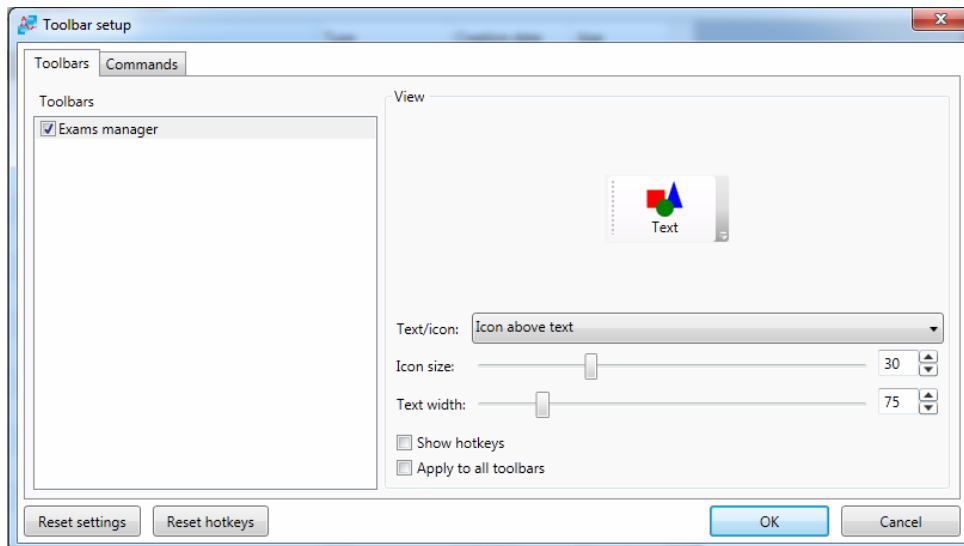 Toolbar setup
Toolbars
Commands
Toolbars
Exams manager
View
Text
Text/icon:
Icon above text
Icon size:
30
Text width:
75
Show hotkeys
Apply to all toolbars
Reset settings
Reset hotkeys
OK
Cancel